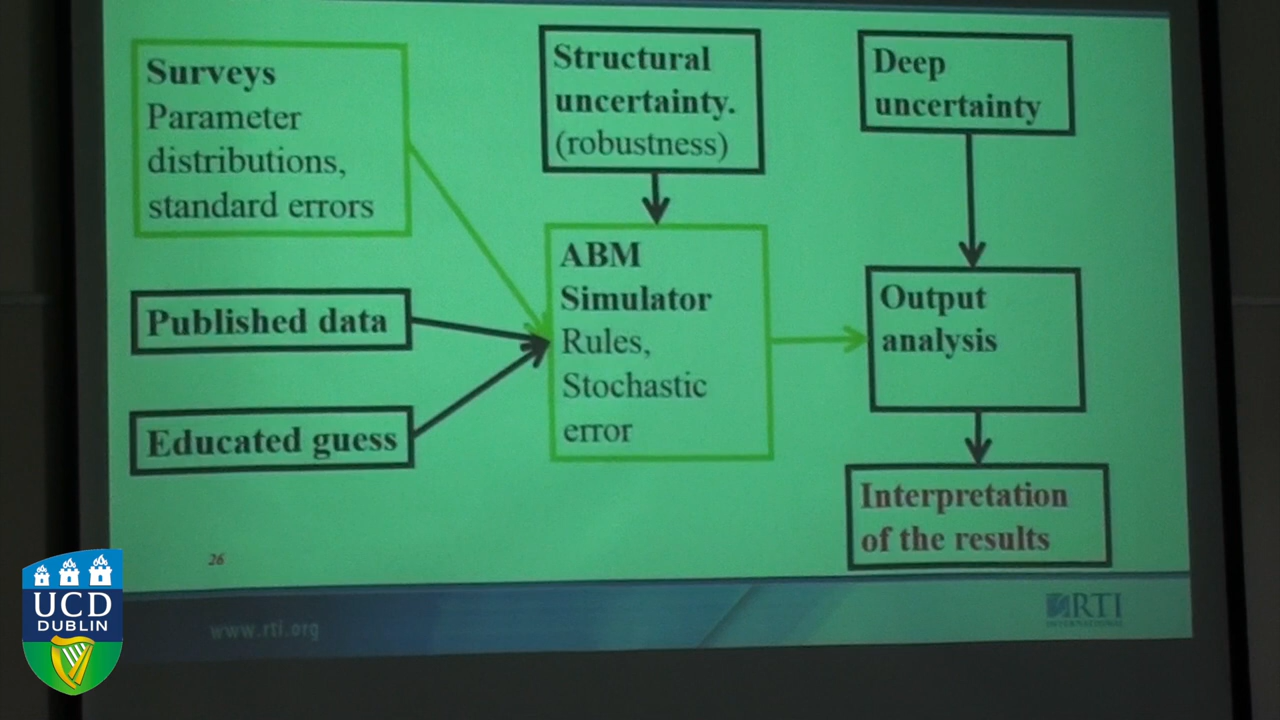 Surveys
Parameter
distributions,
standard errors
Structural
uncertainty.
(robustness)
Deep
uncertainty
Published data
Educated guess
ABM
Simulator
Rules,
Stochastic
error
Output
analysis
Interpretation
of the results
26
www.rti.org
RTI
INTERNATIONAL
UCD
DUBLIN